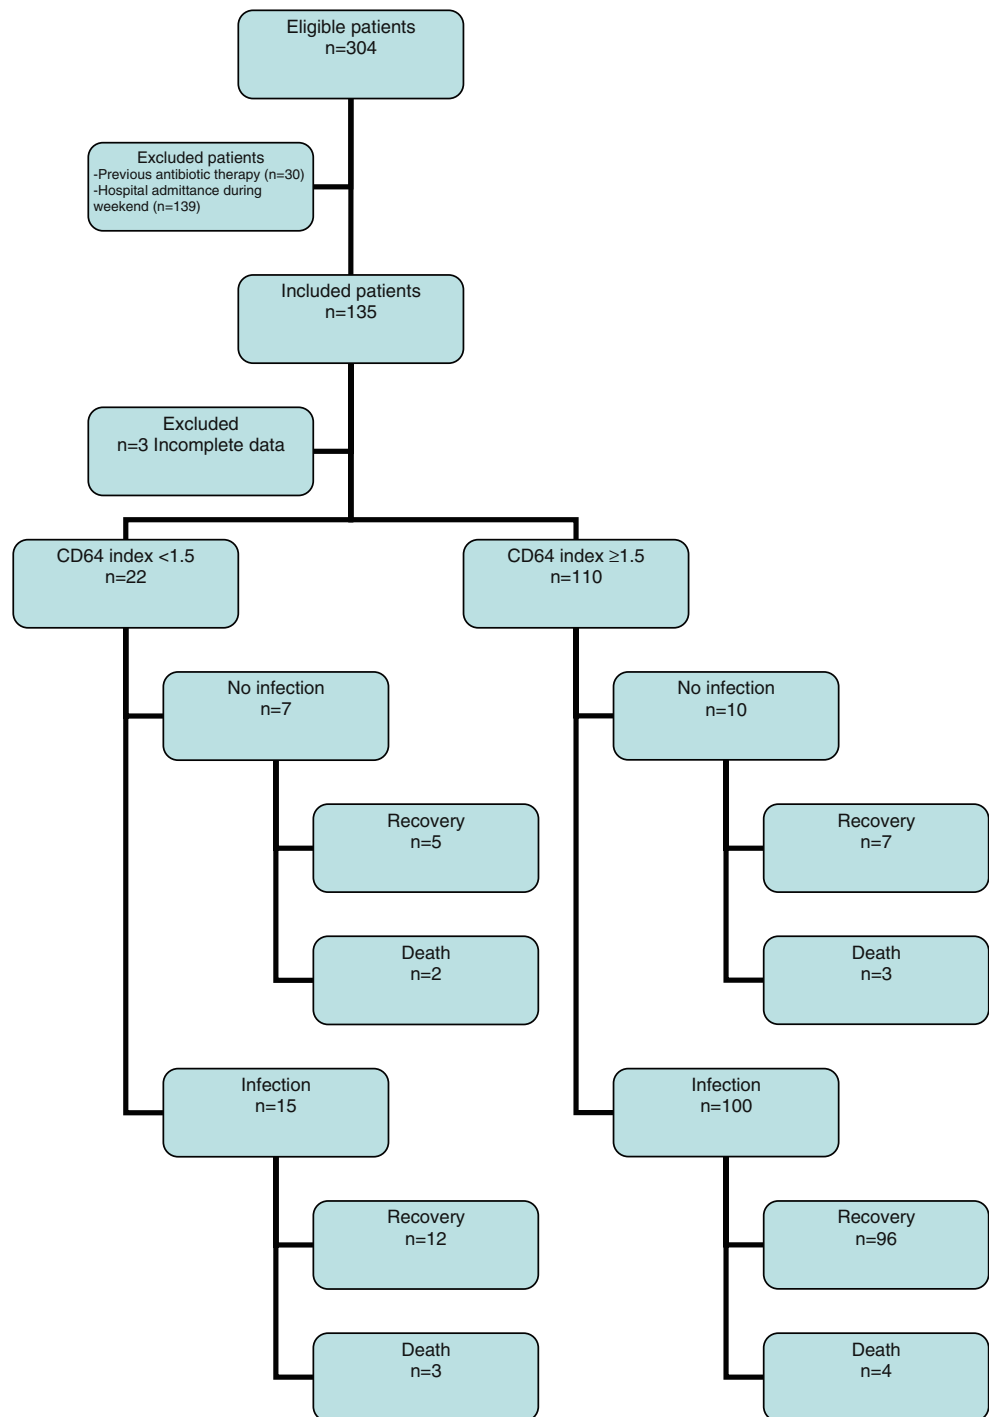 Eligible patients
n=304
Excluded patients
-Previous antibiotic therapy (n=30)
-Hospital admittance during
weekend (n=139)
Included patients
n=135
Excluded
n=3 Incomplete data
CD64 index <1.5
n=22
CD64 index ≥1.5
n=110
No infection
n=7
No infection
n=10
Recovery
n=5
Recovery
n=7
Death
n=2
Death
n=3
Infection
n=15
Infection
n=100
Recovery
n=12
Recovery
n=96
Death
n=3
Death
n=4